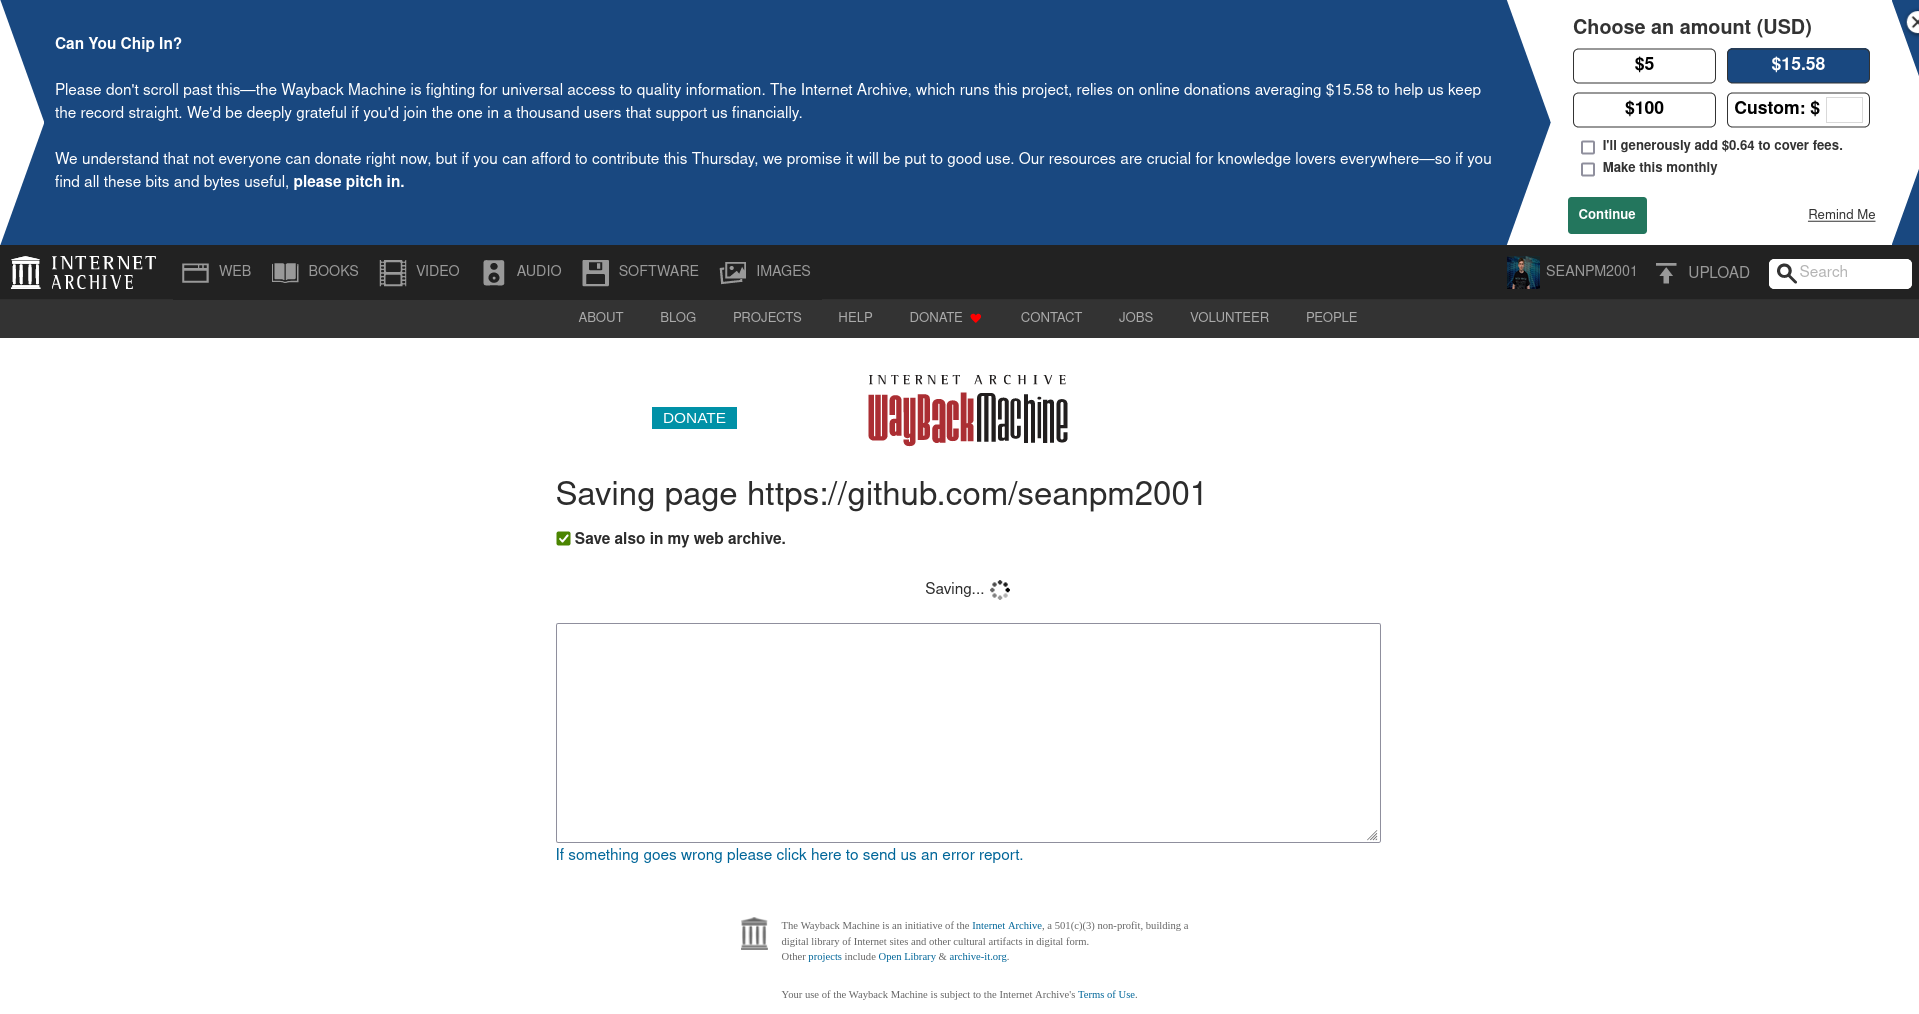 Can You Chip In?
Please don't scroll past this—the Wayback Machine is fighting for universal access to quality information. The Internet Archive, which runs this project, relies on online donations averaging $15.58 to help us keep
the record straight. We'd be deeply grateful if you'd join the one in a thousand users that support us financially.
We understand that not everyone can donate right now, but if you can afford to contribute this Thursday, we promise it will be put to good use. Our resources are crucial for knowledge lovers everywhere—so if you
find all these bits and bytes useful, please pitch in.
Choose an amount (USD)
$5
$15.58
$100
Custom: $
I'll generously add $0.64 to cover fees.
Make this monthly
Continue
Remind Me
INTERNET
ARCHIVE
WEB
BOOKS
VIDEO
AUDIO
SOFTWARE
IMAGES
SEANPM2001
UPLOAD
Search
ABOUT
BLOG
PROJECTS
HELP
DONATE
CONTACT
JOBS
VOLUNTEER
PEOPLE
DONATE
INTERNET ARCHIVE
WayBackMachine
Saving page https://github.com/seanpm2001
Save also in my web archive.
Saving...
If something goes wrong please click here to send us an error report.
The Wayback Machine is an initiative of the Internet Archive, a 501(c)(3) non-profit, building a
digital library of Internet sites and other cultural artifacts in digital form.
Other projects include Open Library & archive-it.org.
Your use of the Wayback Machine is subject to the Internet Archive's Terms of Use.